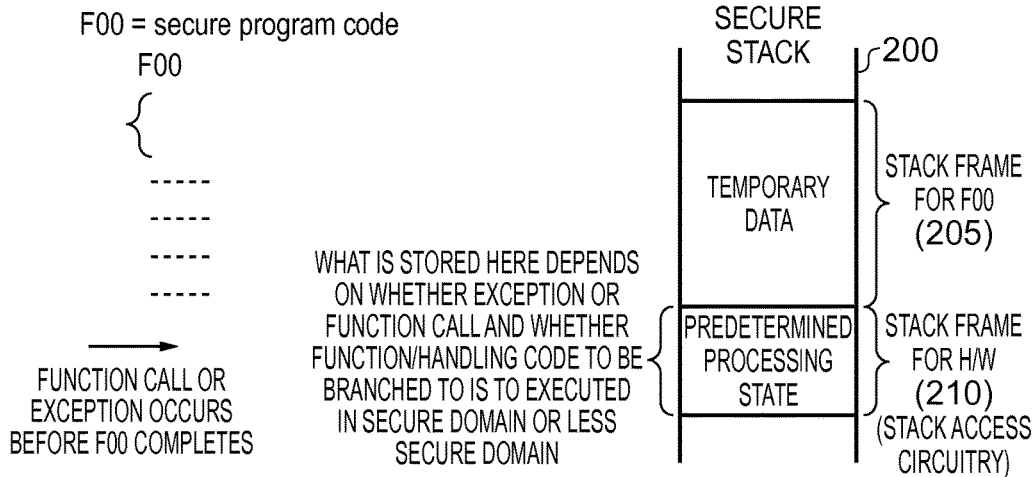 F00 = secure program code
F00
FUNCTION CALL OR
EXCEPTION OCCURS
BEFORE F00 COMPLETES
WHAT IS STORED HERE DEPENDS
ON WHETHER EXCEPTION OR
FUNCTION CALL AND WHETHER
FUNCTION/HANDLING CODE TO BE
BRANCHED TO IS TO EXECUTED
IN SECURE DOMAIN OR LESS
SECURE DOMAIN
SECURE
STACK
200
TEMPORARY
DATA
STACK FRAME
FOR F00
(205)
PREDETERMINED
PROCESSING
STATE
STACK FRAME
FOR H/W
(210)
(STACK ACCESS
CIRCUITRY)